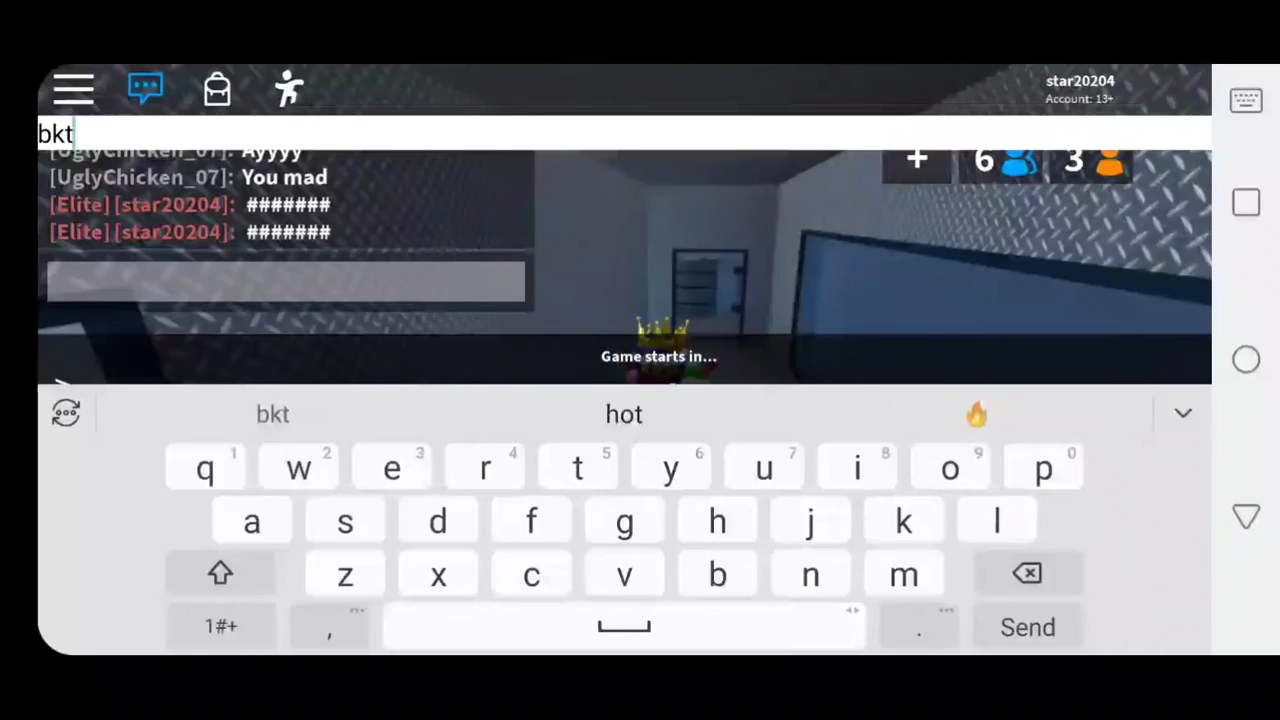 star20204
Account: 13+
bkt
[UglyChicken_07]: Ayyyy
+ 6 3
[UglyChicken_07]: You mad
[Elite] [star20204]: #######
[Elite] [star20204]: #######
Game starts in...
bkt hot 🔥
q 1 w 2 e 3 r 4 t 5 y 6 u 7 i 8 o 9 p 0
a s d f g h j k l
z x c v b n m
1#+ , . Send